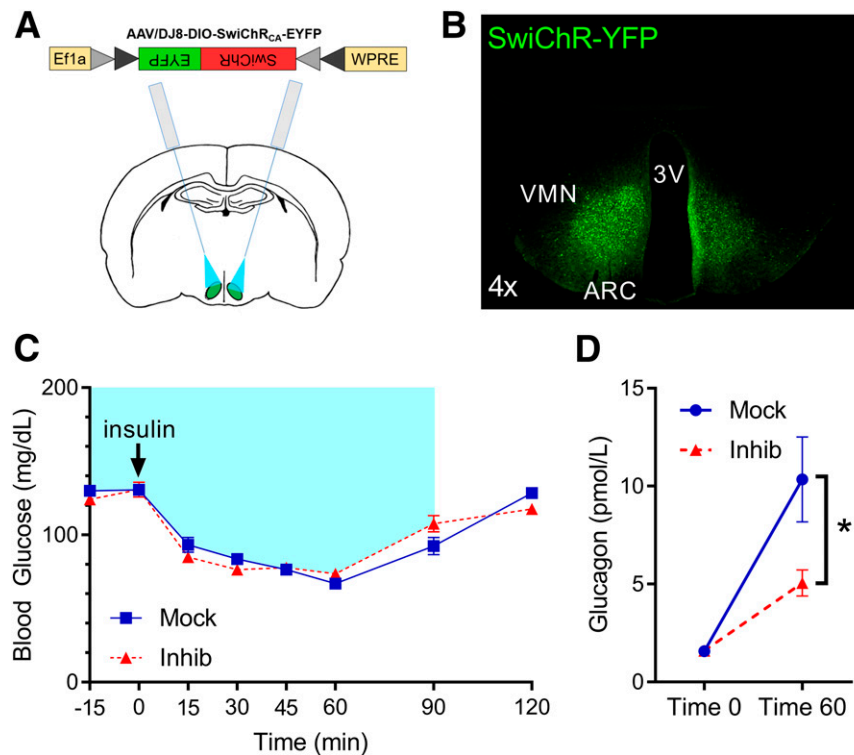 A
AAV/DJ8-DIO-SwiChRCA-EYFP
Ef1a
EYFP
SwiChR
WPRE
B
SwiChR-YFP
3V
VMN
ARC
4x
C
Blood Glucose (mg/dL)
200
100
0
insulin
Mock
Inhib
-15 0 15 30 45 60 90 120
Time (min)
D
Glucagon (pmol/L)
15
10
5
0
Mock
Inhib
*
Time 0 Time 60